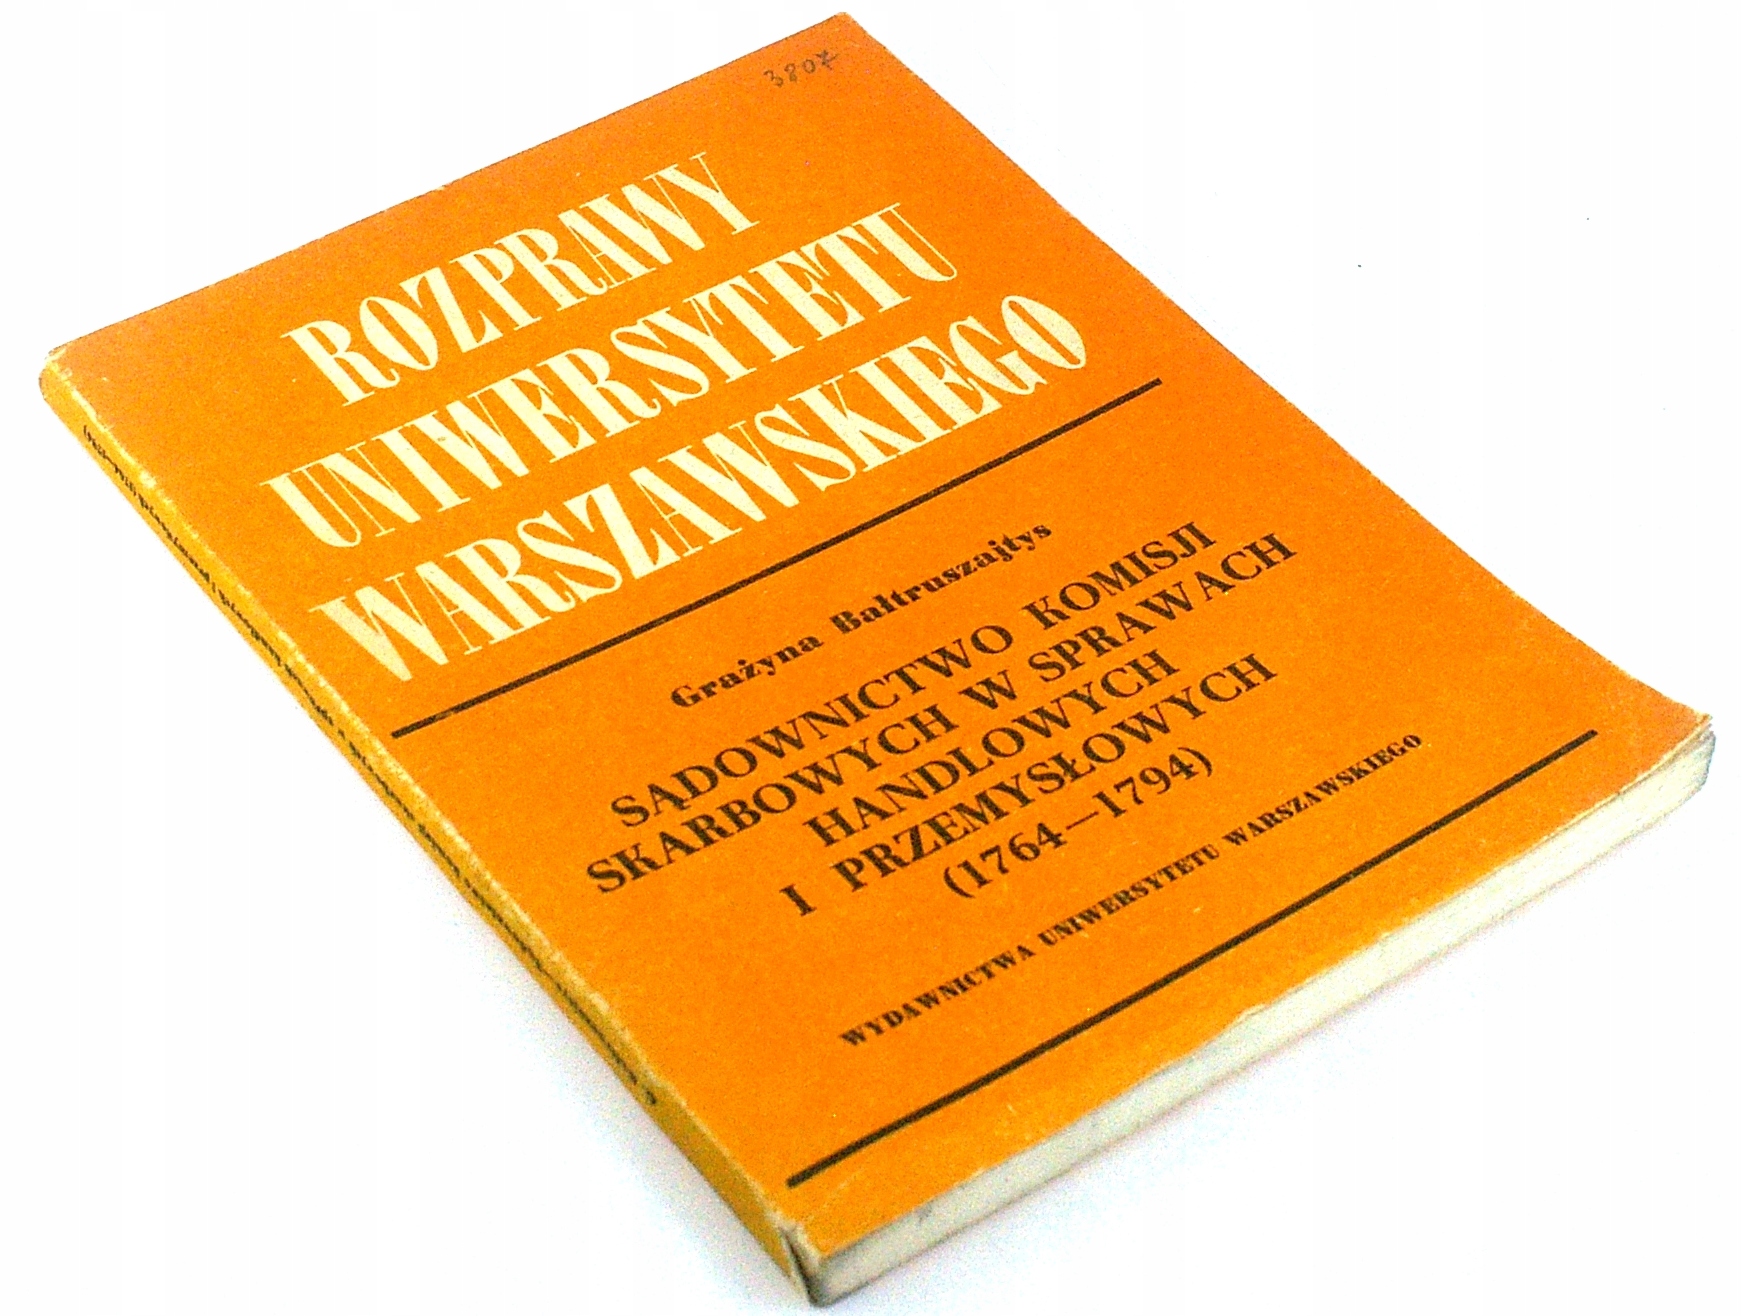 3807
ROZPRAWY
UNIWERSYTETU
WARSZAWSKIEGO
Grażyna Bałtruszajtys
SĄDOWNICTWO KOMISJI
SKARBOWYCH W SPRAWACH
HANDLOWYCH
I PRZEMYSŁOWYCH
(1764—1794)
WYDAWNICTWA UNIWERSYTETU WARSZAWSKIEGO